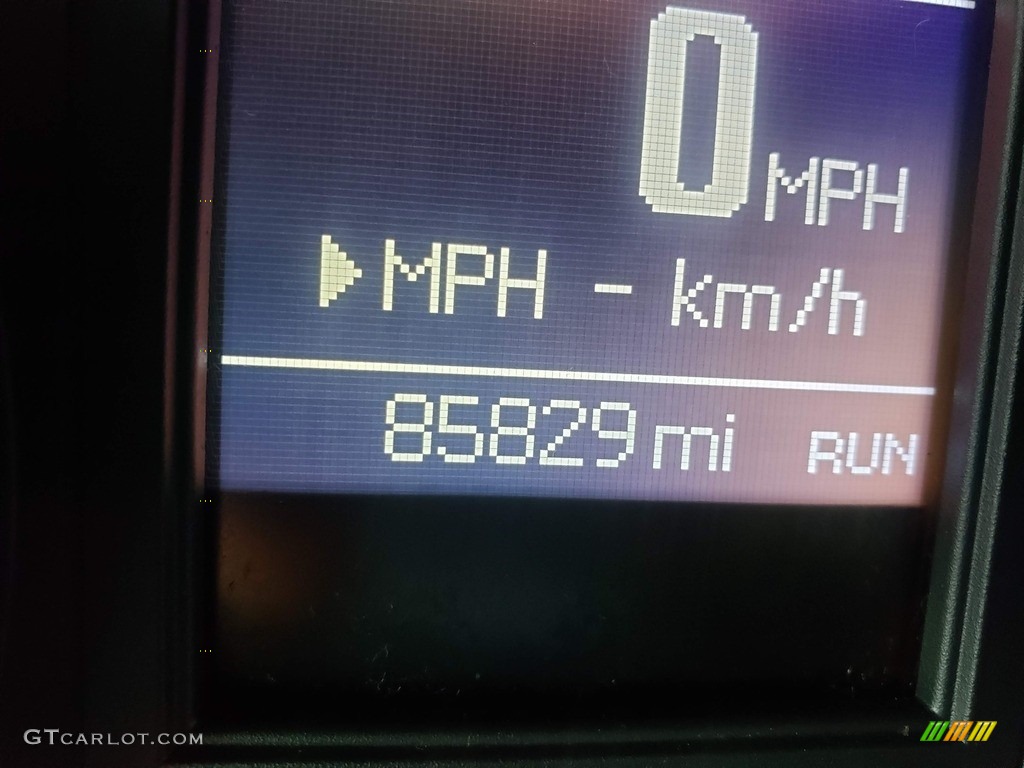 0 MPH
▶MPH - km/h
85829 mi RUN
GTCARLOT.COM